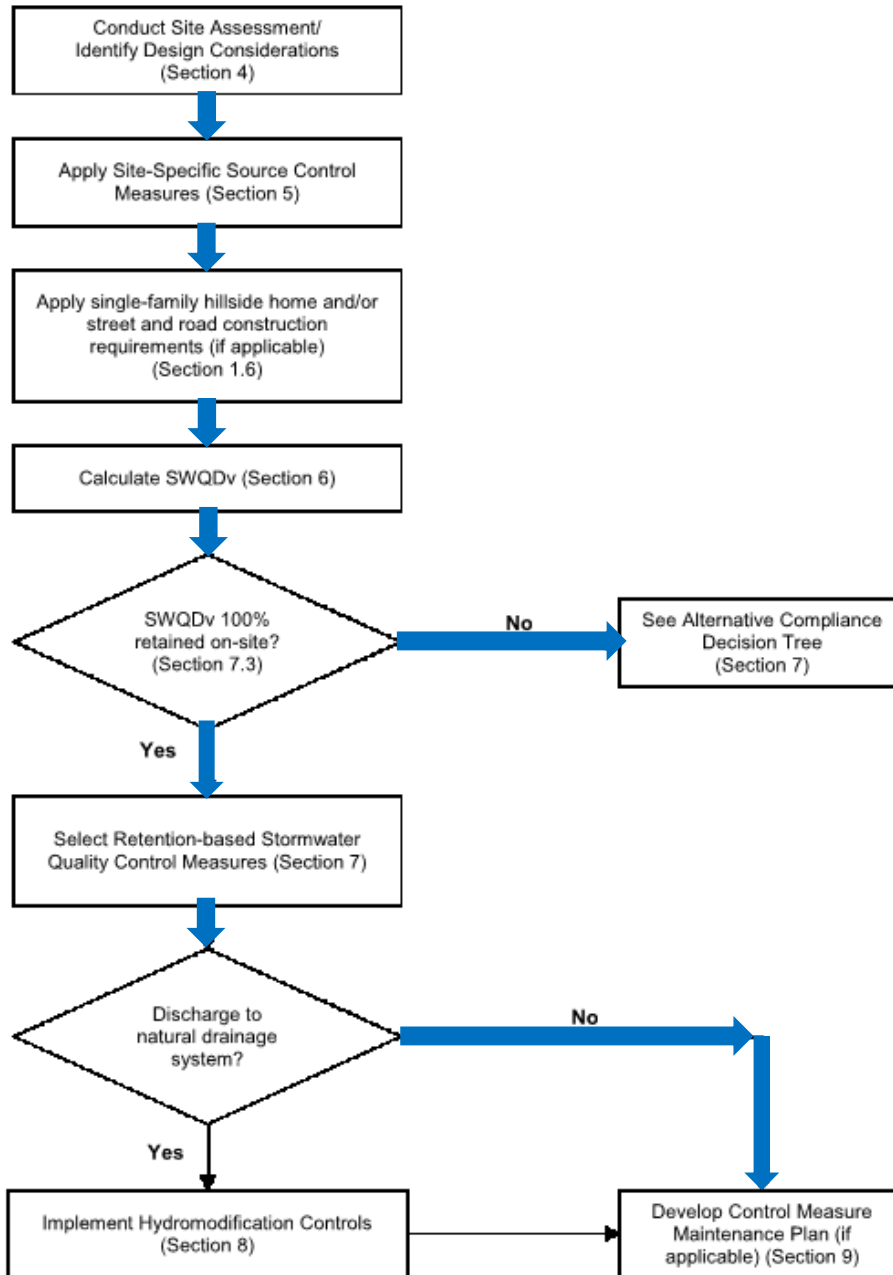 Conduct Site Assessment/
Identify Design Considerations
(Section 4)
Apply Site-Specific Source Control
Measures (Section 5)
Apply single-family hillside home and/or
street and road construction
requirements (if applicable)
(Section 1.6)
Calculate SWQDv (Section 6)
SWQDv 100%
retained on-site?
(Section 7.3)
No
See Alternative Compliance
Decision Tree
(Section 7)
Yes
Select Retention-based Stormwater
Quality Control Measures (Section 7)
Discharge to
natural drainage
system?
No
Yes
Implement Hydromodification Controls
(Section 8)
Develop Control Measure
Maintenance Plan (if
applicable) (Section 9)